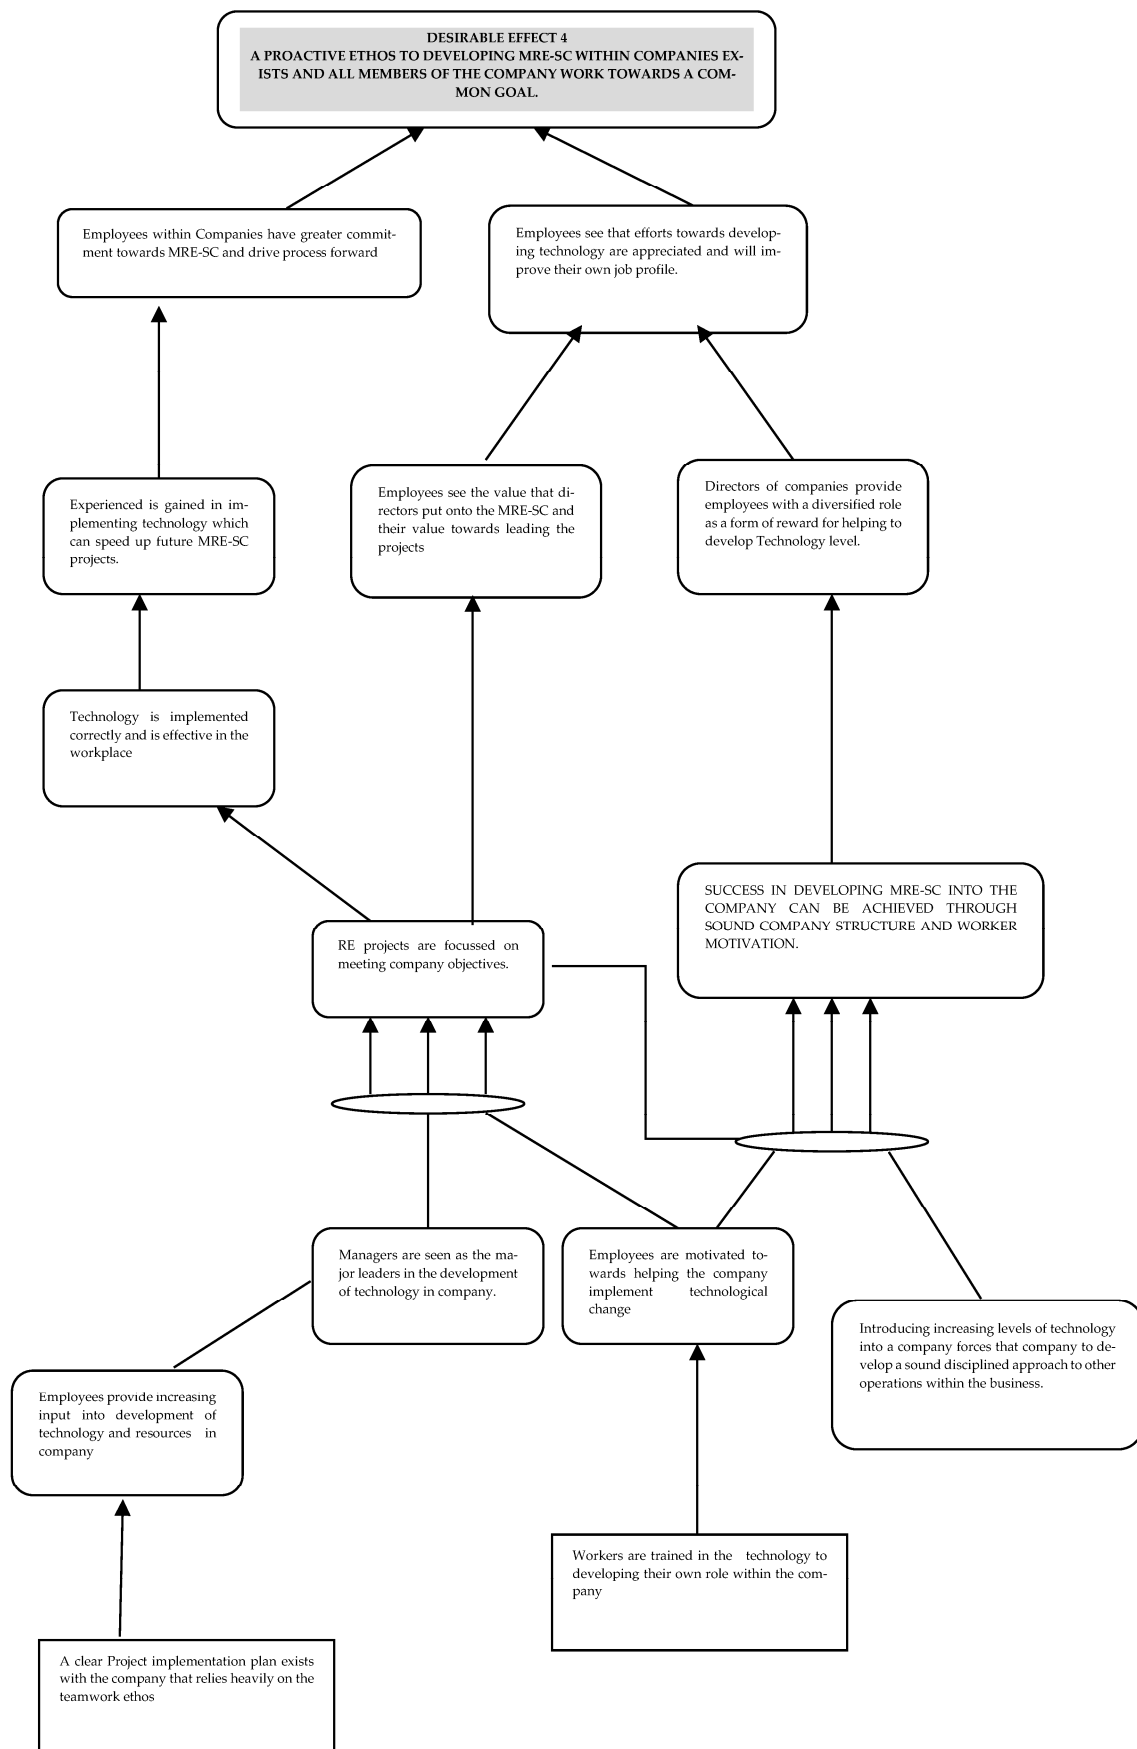 DESIRABLE EFFECT 4
A PROACTIVE ETHOS TO DEVELOPING MRE-SC WITHIN COMPANIES EX-
ISTS AND ALL MEMBERS OF THE COMPANY WORK TOWARDS A COM-
MON GOAL.
Employees within Companies have greater commit-
ment towards MRE-SC and drive process forward
Employees see that efforts towards develop-
ing technology are appreciated and will im-
prove their own job profile.
Experienced is gained in im-
plementing technology which
can speed up future MRE-SC
projects.
Employees see the value that di-
rectors put onto the MRE-SC and
their value towards leading the
projects
Directors of companies provide
employees with a diversified role
as a form of reward for helping to
develop Technology level.
Technology is implemented
correctly and is effective in the
workplace
SUCCESS IN DEVELOPING MRE-SC INTO THE
COMPANY CAN BE ACHIEVED THROUGH
SOUND COMPANY STRUCTURE AND WORKER
MOTIVATION.
RE projects are focussed on
meeting company objectives.
Managers are seen as the ma-
jor leaders in the development
of technology in company.
Employees are motivated to-
wards helping the company
implement technological
change
Introducing increasing levels of technology
into a company forces that company to de-
velop a sound disciplined approach to other
operations within the business.
Employees provide increasing
input into development of
technology and resources in
company
Workers are trained in the technology to
developing their own role within the com-
pany
A clear Project implementation plan exists
with the company that relies heavily on the
teamwork ethos